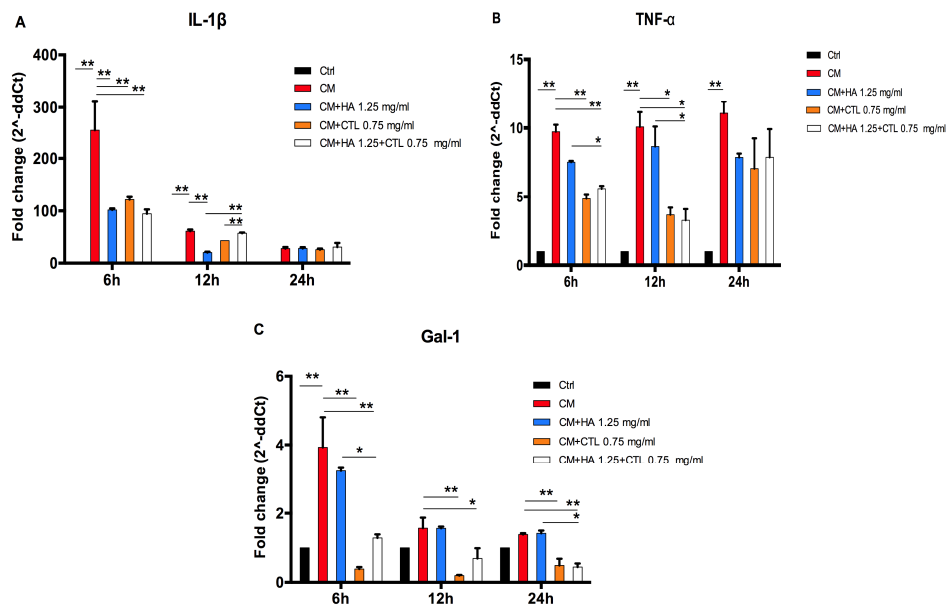 A
IL-1β
Fold change (2^-ddCt)
400
300
200
100
0
** ** ** **
** ** ** **
6h 12h 24h
Ctrl
CM
CM+HA 1.25 mg/ml
CM+CTL 0.75 mg/ml
CM+HA 1.25+CTL 0.75 mg/ml
B
TNF-α
Fold change (2^-ddCt)
15
10
5
0
** ** ** *
** * * *
**
6h 12h 24h
Ctrl
CM
CM+HA 1.25 mg/ml
CM+CTL 0.75 mg/ml
CM+HA 1.25+CTL 0.75 mg/ml
C
Gal-1
Fold change (2^-ddCt)
6
4
2
0
** ** ** *
** *
** ** *
6h 12h 24h
Ctrl
CM
CM+HA 1.25 mg/ml
CM+CTL 0.75 mg/ml
CM+HA 1.25+CTL 0.75 mg/ml